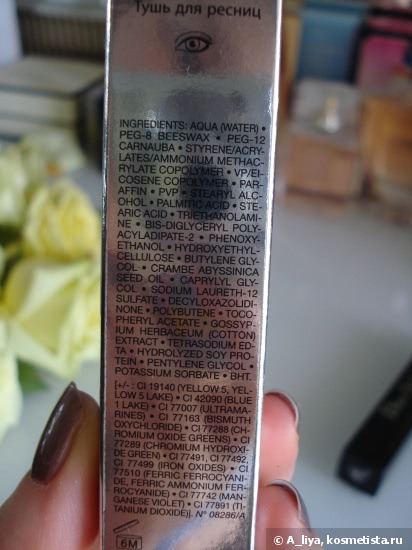 Тушь для ресниц
INGREDIENTS: AQUA (WATER) •
PEG-8 BEESWAX • PEG-12
CARNAUBA • STYRENE/ACRY-
LATES/AMMONIUM METHAC-
RYLATE COPOLYMER • VP/EI-
COSENE COPOLYMER • PAR-
AFFIN • PVP • STEARYL ALC-
OHOL • PALMITIC ACID • STE-
ARIC ACID • TRIETHANOLAMI-
NE • BIS-DIGLYCERYL POLY-
ACYLADIPATE-2 • PHENOXY-
ETHANOL • HYDROXYETHYL-
CELLULOSE • BUTYLENE GLY-
COL • CRAMBE ABYSSINICA
SEED OIL • CAPRYLYL GLY-
COL • SODIUM LAURETH-12
SULFATE • DECYLOXAZOLIDI-
NONE • POLYBUTENE • TOCO-
PHERYL ACETATE • GOSSYP-
IUM HERBACEUM (COTTON)
EXTRACT • TETRASODIUM ED-
TA • HYDROLYZED SOY PRO-
TEIN • PENTYLENE GLYCOL •
POTASSIUM SORBATE • BHT.
[+/- : CI 19140 (YELLOW 5, YEL-
LOW 5 LAKE) • CI 42090 (BLUE
1 LAKE) • CI 77007 (ULTRAMA-
RINES) • CI 77163 (BISMUTH
OXYCHLORIDE) • CI 77288 (CH-
ROMIUM OXIDE GREENS) • CI
77289 (CHROMIUM HYDROXI-
DE GREEN) • CI 77491, CI 77492,
CI 77499 (IRON OXIDES) • CI
77510 (FERRIC FERROCYANI-
DE, FERRIC AMMONIUM FER-
ROCYANIDE) • CI 77742 (MAN-
GANESE VIOLET) • CI 77891 (TI-
TANIUM DIOXIDE)]. N° 08286/A
6M
© A_liya, kosmetista.ru